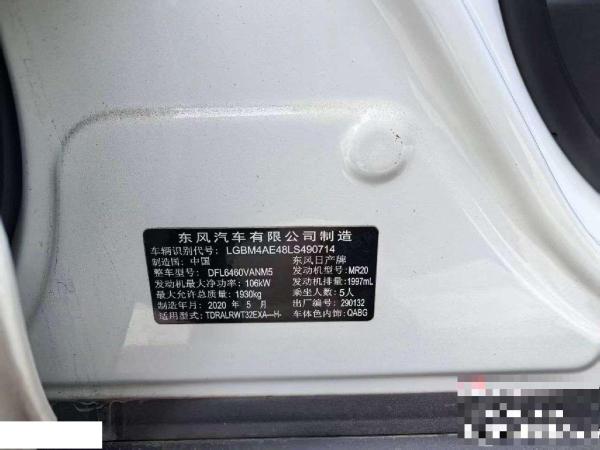 东风汽车有限公司制造
车辆识别代号: LGBM4AE48LS490714
制造国: 中国 东风日产牌
整车型号: DFL6460VANM5 发动机型号: MR20
发动机最大净功率: 106kW 发动机排量: 1997mL
最大允许总质量: 1930kg 乘坐人数: 5人
制造年月: 2020 年 5 月 出厂编号: 290132
适用型式: TDRALRWT32EXA—H- 车体色内饰: QABG